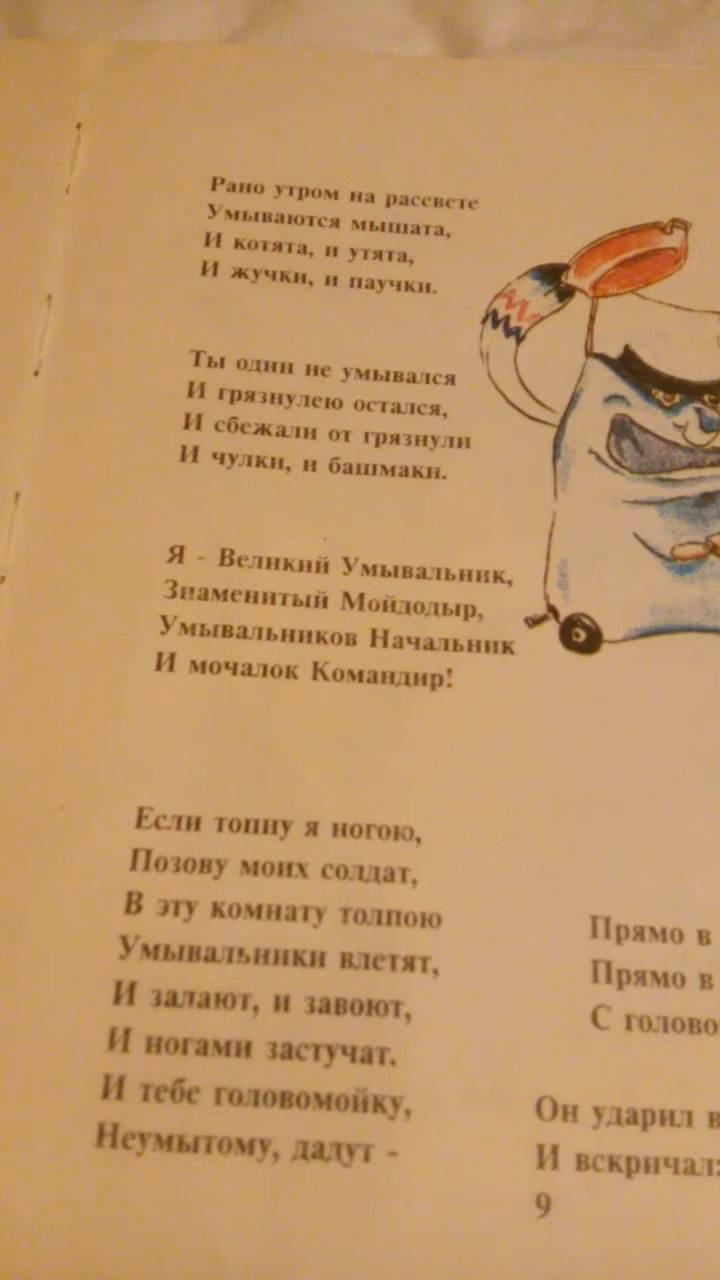 Рано утром на рассвете
Умываются мышата,
И котята, и утята,
И жучки, и паучки.
Ты один не умывался
И грязнулею остался,
И сбежали от грязнули
И чулки, и башмаки.
Я - Великий Умывальник,
Знаменитый Мойдодыр,
Умывальников Начальник
И мочалок Командир!
Если топну я ногою,
Позову моих солдат,
В эту комнату толпою
Умывальники влетят,
И залают, и завоют,
И ногами застучат.
И тебе головомойку,
Неумытому, дадут -
Прямо в
Прямо в
С голово
Он ударил в
И вскричал:
9